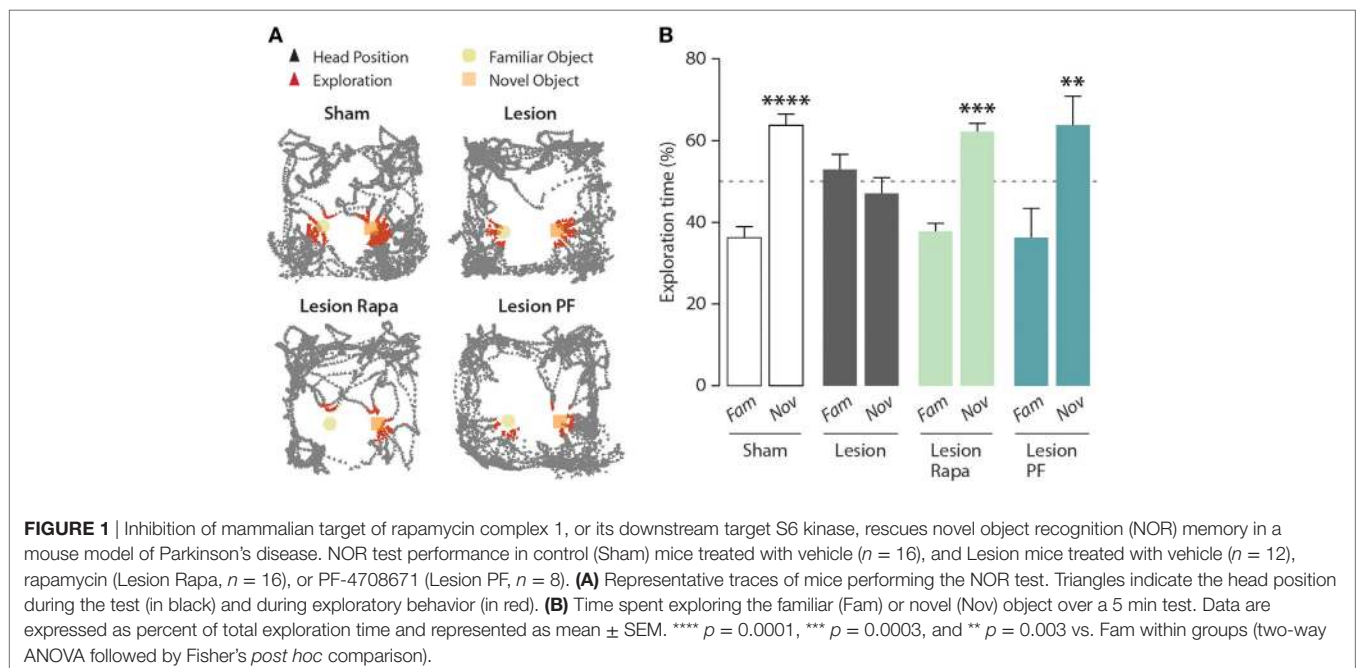 A
Head Position
Familiar Object
Exploration
Novel Object
Sham
Lesion
Lesion Rapa
Lesion PF
B
80
60
40
20
0
Exploration time (%)
****
***
**
Fam
Nov
Fam
Nov
Fam
Nov
Fam
Nov
Sham
Lesion
Lesion
Rapa
Lesion
PF
FIGURE 1 | Inhibition of mammalian target of rapamycin complex 1, or its downstream target S6 kinase, rescues novel object recognition (NOR) memory in a
mouse model of Parkinson's disease. NOR test performance in control (Sham) mice treated with vehicle (n = 16), and Lesion mice treated with vehicle (n = 12),
rapamycin (Lesion Rapa, n = 16), or PF-4708671 (Lesion PF, n = 8). (A) Representative traces of mice performing the NOR test. Triangles indicate the head position
during the test (in black) and during exploratory behavior (in red). (B) Time spent exploring the familiar (Fam) or novel (Nov) object over a 5 min test. Data are
expressed as percent of total exploration time and represented as mean ± SEM. **** p = 0.0001, *** p = 0.0003, and ** p = 0.003 vs. Fam within groups (two-way
ANOVA followed by Fisher's post hoc comparison).